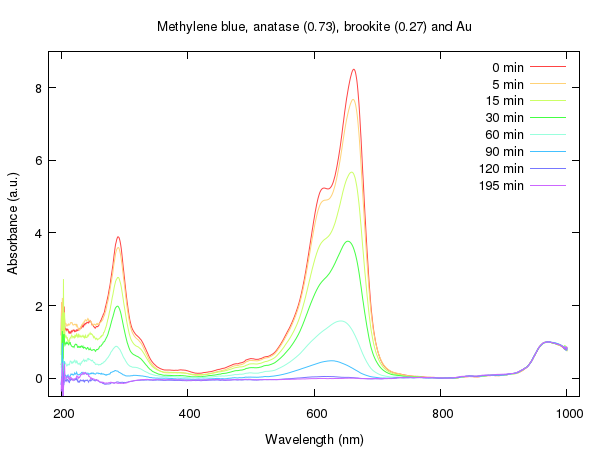 Methylene blue, anatase (0.73), brookite (0.27) and Au
0 min
5 min
15 min
30 min
60 min
90 min
120 min
195 min
8
6
4
2
0
Absorbance (a.u.)
200 400 600 800 1000
Wavelength (nm)